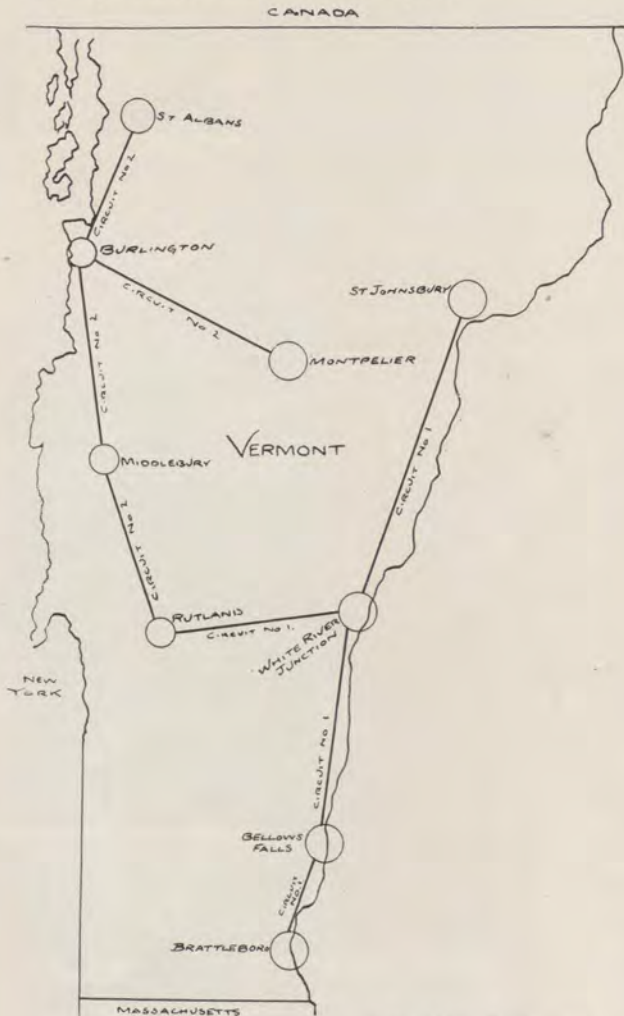 CANADA
ST ALBANS
CIRCUIT NO 2
BURLINGTON
CIRCUIT NO 2
ST JOHNSBURY
CIRCUIT NO 2
MONTPELIER
VERMONT
MIDDLEBURY
CIRCUIT NO 1
CIRCUIT NO 2
RUTLAND
CIRCUIT NO 1.
WHITE RIVER
JUNCTION
NEW
YORK
CIRCUIT NO 1
BELLOWS
FALLS
CIRCUIT
NO 1
BRATTLEBORO
MASSACHUSETTS